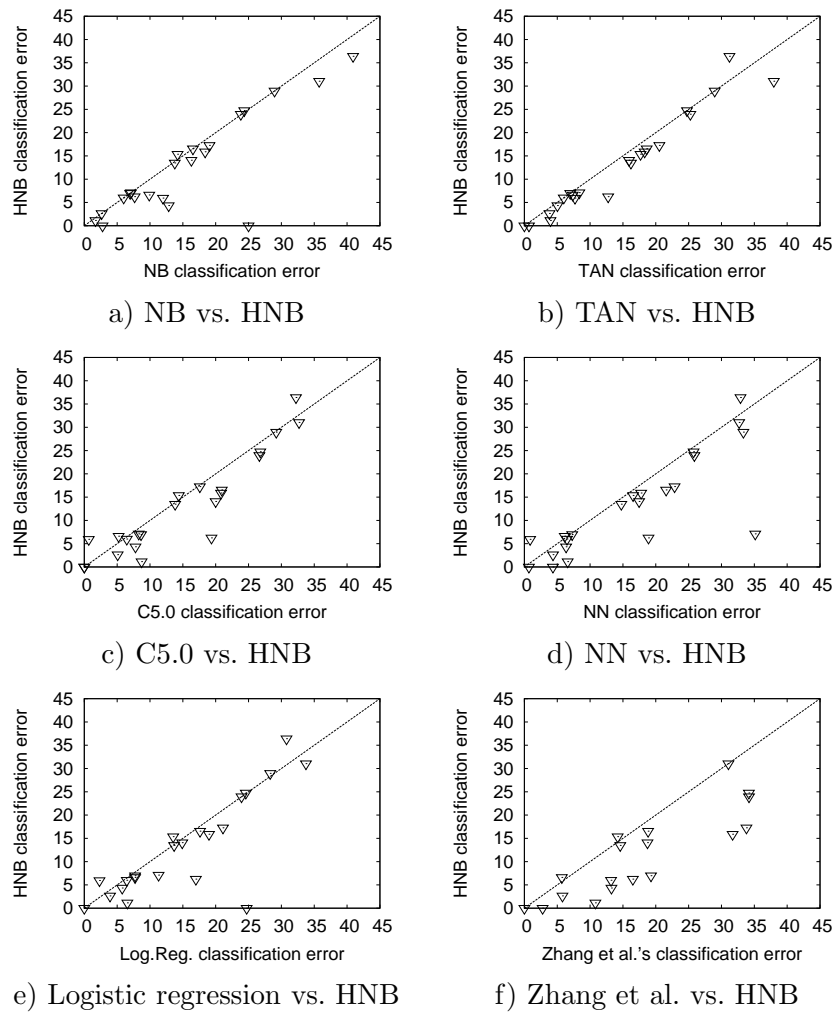 HNB classification error
45
40
35
30
25
20
15
10
5
0
0 5 10 15 20 25 30 35 40 45
NB classification error
a) NB vs. HNB
HNB classification error
45
40
35
30
25
20
15
10
5
0
0 5 10 15 20 25 30 35 40 45
TAN classification error
b) TAN vs. HNB
HNB classification error
45
40
35
30
25
20
15
10
5
0
0 5 10 15 20 25 30 35 40 45
C5.0 classification error
c) C5.0 vs. HNB
HNB classification error
45
40
35
30
25
20
15
10
5
0
0 5 10 15 20 25 30 35 40 45
NN classification error
d) NN vs. HNB
HNB classification error
45
40
35
30
25
20
15
10
5
0
0 5 10 15 20 25 30 35 40 45
Log.Reg. classification error
e) Logistic regression vs. HNB
HNB classification error
45
40
35
30
25
20
15
10
5
0
0 5 10 15 20 25 30 35 40 45
Zhang et al.'s classification error
f) Zhang et al. vs. HNB